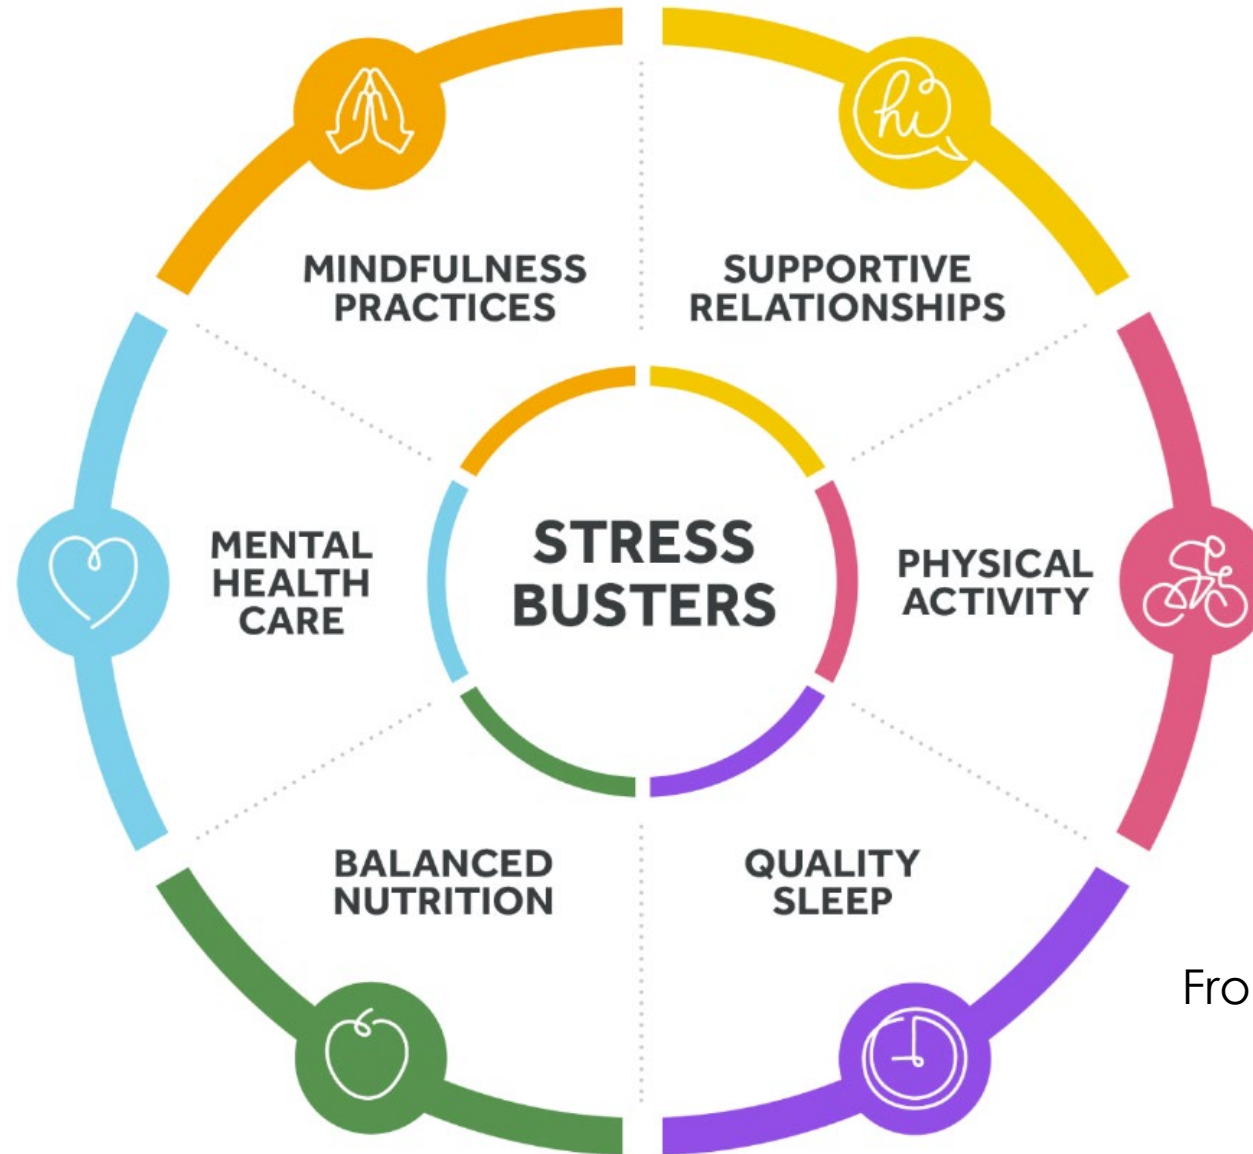 hi
MINDFULNESS
PRACTICES
SUPPORTIVE
RELATIONSHIPS
MENTAL
HEALTH
CARE
STRESS
BUSTERS
PHYSICAL
ACTIVITY
BALANCED
NUTRITION
QUALITY
SLEEP
Fro